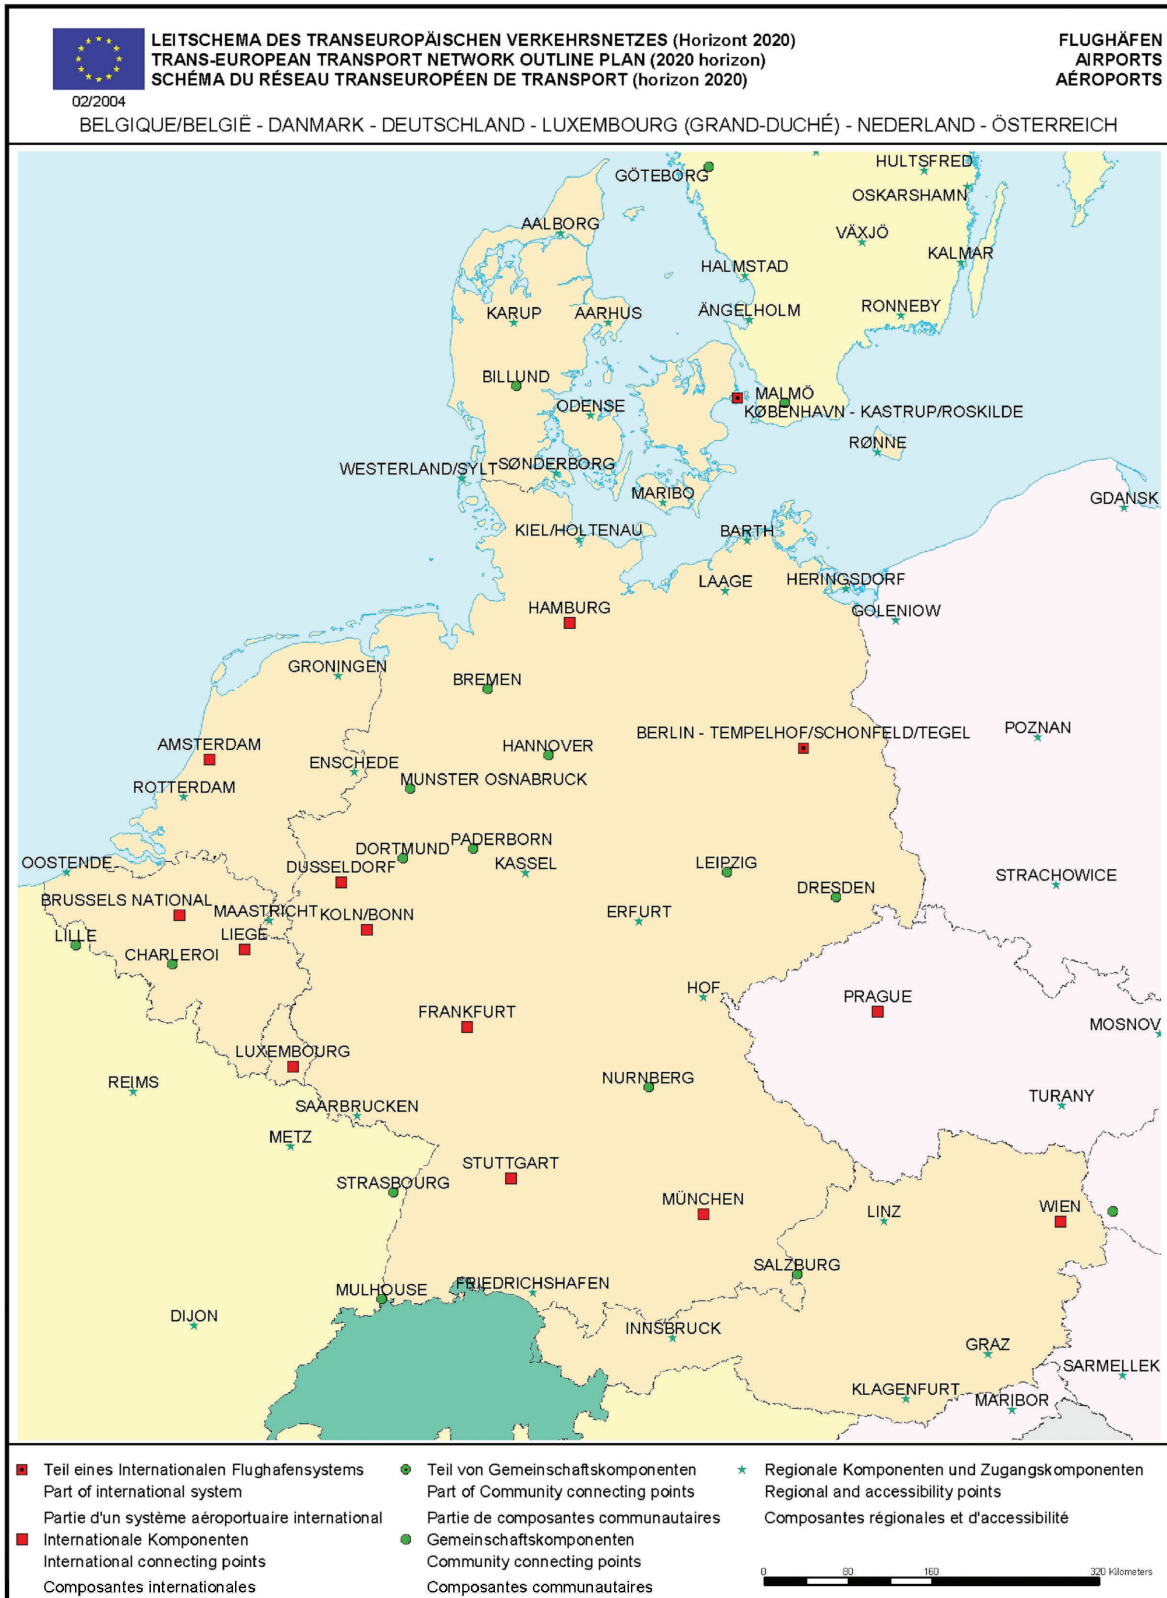 LEITSCHEMA DES TRANSEUROPÄISCHEN VERKEHRSNETZES (Horizont 2020)
TRANS-EUROPEAN TRANSPORT NETWORK OUTLINE PLAN (2020 horizon)
SCHÉMA DU RÉSEAU TRANSEUROPÉEN DE TRANSPORT (horizon 2020)
FLUGHÄFEN
AIRPORTS
AÉROPORTS
02/2004
BELGIQUE/BELGIË - DANMARK - DEUTSCHLAND - LUXEMBOURG (GRAND-DUCHÉ) - NEDERLAND - ÖSTERREICH
HULTSFRED
GÖTEBORG
OSKARSHAMN
AALBORG
VÄXJÖ
KALMAR
HALMSTAD
KARUP
AARHUS
ÄNGELHOLM
RONNEBY
BILLUND
MALMÖ
ODENSE
KØBENHAVN - KASTRUP/ROSKILDE
RØNNE
WESTERLAND/SYLT
SØNDERBORG
MARIBO
GDANSK
KIEL/HOLTENAU
BARTH
LAAGE
HERINGSDORF
HAMBURG
GOLENIOW
GRONINGEN
BREMEN
POZNAN
BERLIN - TEMPELHOF/SCHONFELD/TEGEL
AMSTERDAM
HANNOVER
ENSCHEDE
MUNSTER OSNABRUCK
ROTTERDAM
PADERBORN
DORTMUND
OOSTENDE
DUSSELDORF
KASSEL
LEIPZIG
STRACHOWICE
DRESDEN
BRUSSELS NATIONAL
MAASTRICHT
KOLN/BONN
ERFURT
LILLE
LIEGE
CHARLEROI
HOF
PRAGUE
FRANKFURT
MOSNOV
LUXEMBOURG
REIMS
NURNBERG
TURANY
SAARBRUCKEN
METZ
STUTTGART
STRASBOURG
MÜNCHEN
LINZ
WIEN
SALZBURG
FRIEDRICHSHAFEN
MULHOUSE
DIJON
INNSBRUCK
GRAZ
SARMELLEK
KLAGENFURT
MARIBOR
Teil eines Internationalen Flughafensystems
Part of international system
Partie d'un système aéroportuaire international
Internationale Komponenten
International connecting points
Composantes internationales
Teil von Gemeinschaftskomponenten
Part of Community connecting points
Partie de composantes communautaires
Gemeinschaftskomponenten
Community connecting points
Composantes communautaires
Regionale Komponenten und Zugangskomponenten
Regional and accessibility points
Composantes régionales et d'accessibilité
0 80 160 320 Kilometers